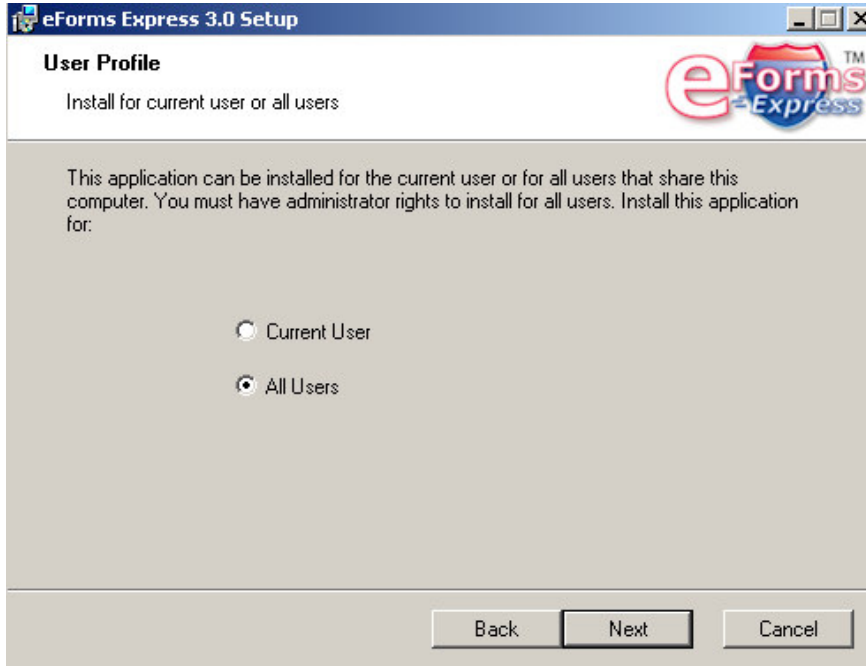 eForms Express 3.0 Setup
User Profile
Install for current user or all users
eForms TM
Express
This application can be installed for the current user or for all users that share this
computer. You must have administrator rights to install for all users. Install this application
for:
Current User
All Users
Back Next Cancel